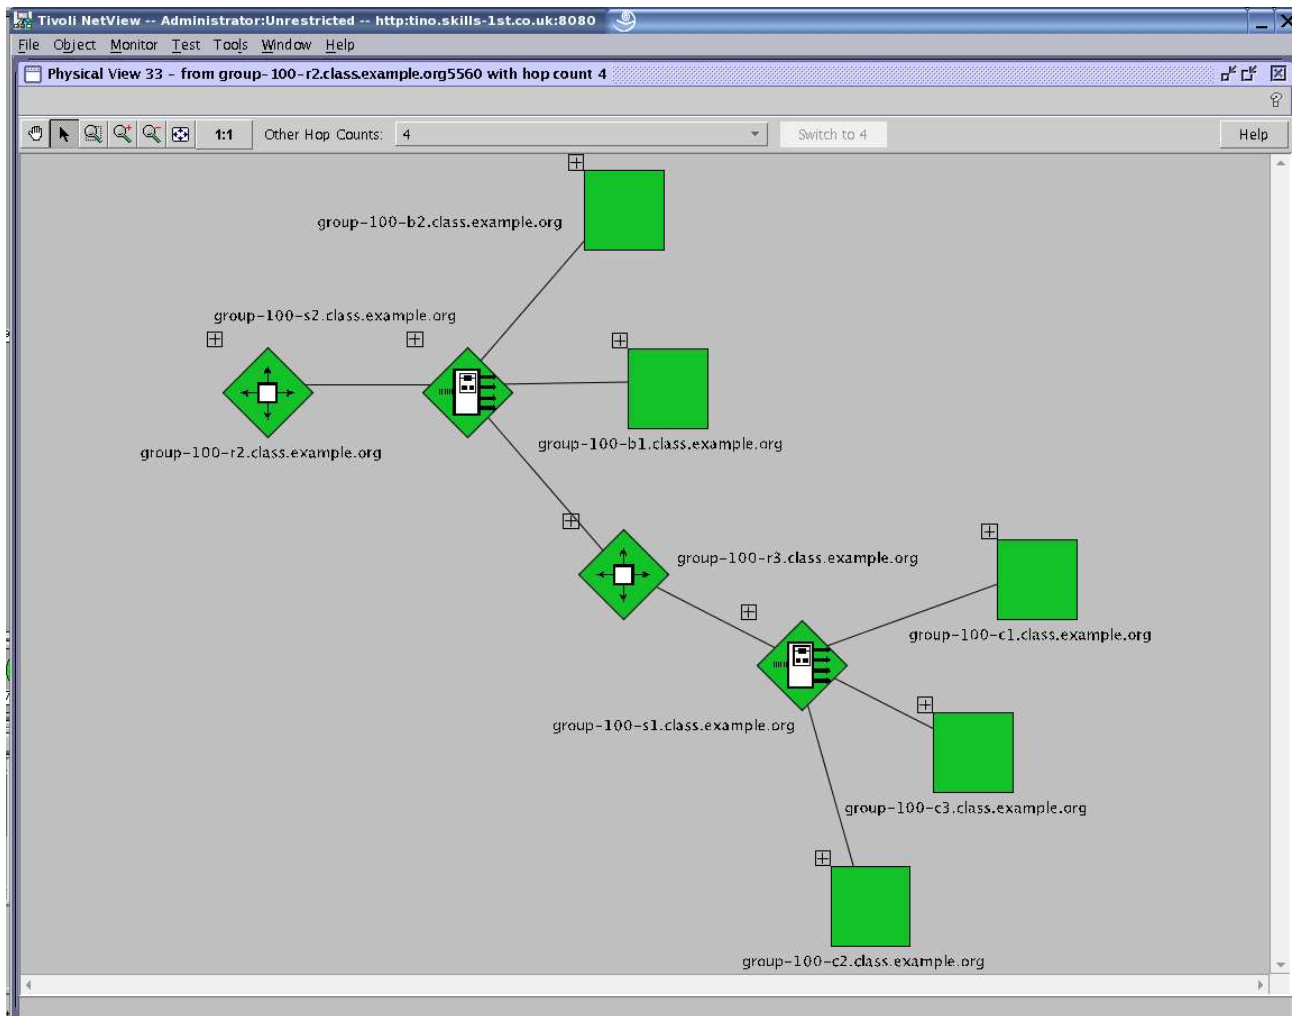 Tivoli NetView -- Administrator:Unrestricted -- http:tino.skills-1st.co.uk:8080
File Object Monitor Test Tools Window Help
Physical View 33 - from group-100-r2.class.example.org5560 with hop count 4
1:1 Other Hop Counts: 4 Switch to 4 Help
group-100-b2.class.example.org
group-100-s2.class.example.org
group-100-b1.class.example.org
group-100-r2.class.example.org
group-100-r3.class.example.org
group-100-c1.class.example.org
group-100-s1.class.example.org
group-100-c3.class.example.org
group-100-c2.class.example.org